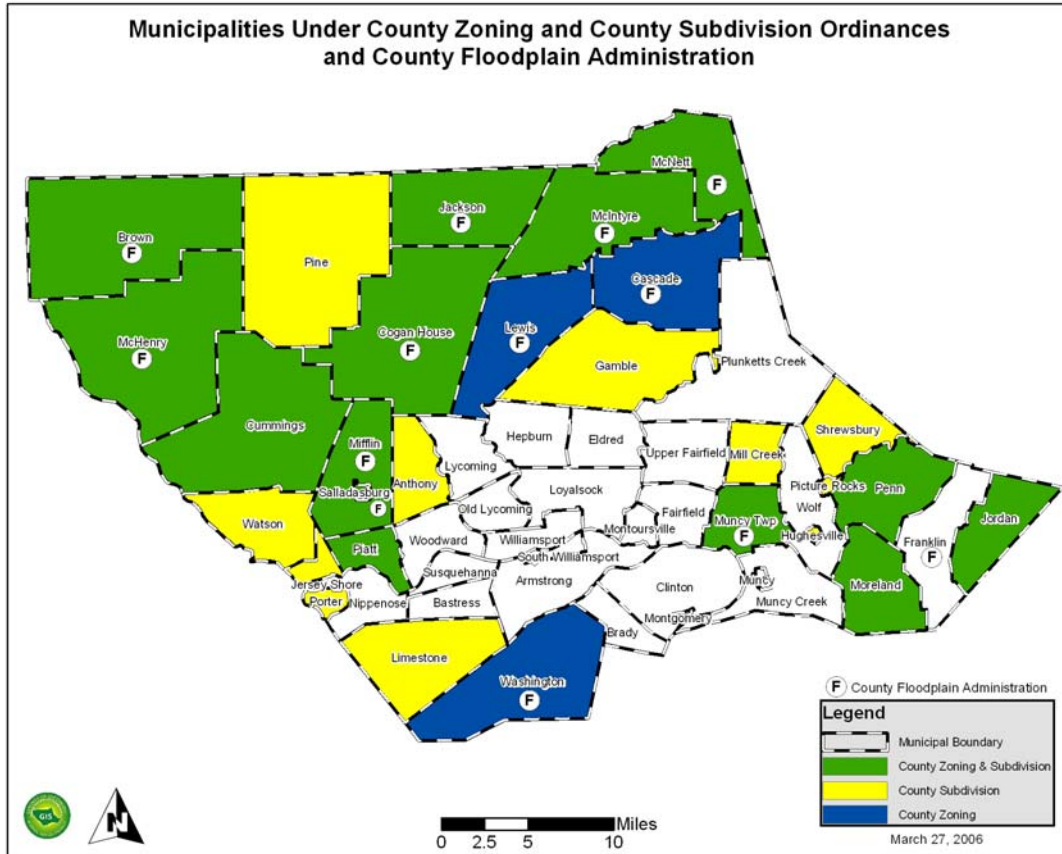 Municipalities Under County Zoning and County Subdivision Ordinances
and County Floodplain Administration
McNett
F
Jackson
F
McIntyre
F
Brown
F
Pine
Cascade
F
McHenry
F
Cogan House
F
Lewis
F
Gamble
Plunketts Creek
Cummings
Mifflin
F
Hepburn
Eldred
Shrewsbury
Lycoming
Upper Fairfield
Mill Creek
Anthony
Salladasburg
F
Loyalsock
Picture Rocks
Penn
Old Lycoming
Wolf
Watson
Fairfield
Muncy Twp
F
Jordan
Montoursville
Hughesville
Franklin
F
Piatt
Woodward
Williamsport
South Williamsport
Susquehanna
Armstrong
Clinton
Muncy
Moreland
Jersey Shore
Porter
Nippenose
Bastress
Montgomery
Muncy Creek
Brady
Limestone
Washington
F
F County Floodplain Administration
Legend
Municipal Boundary
County Zoning & Subdivision
County Subdivision
County Zoning
March 27, 2006
GIS
N
Miles
0 2.5 5 10